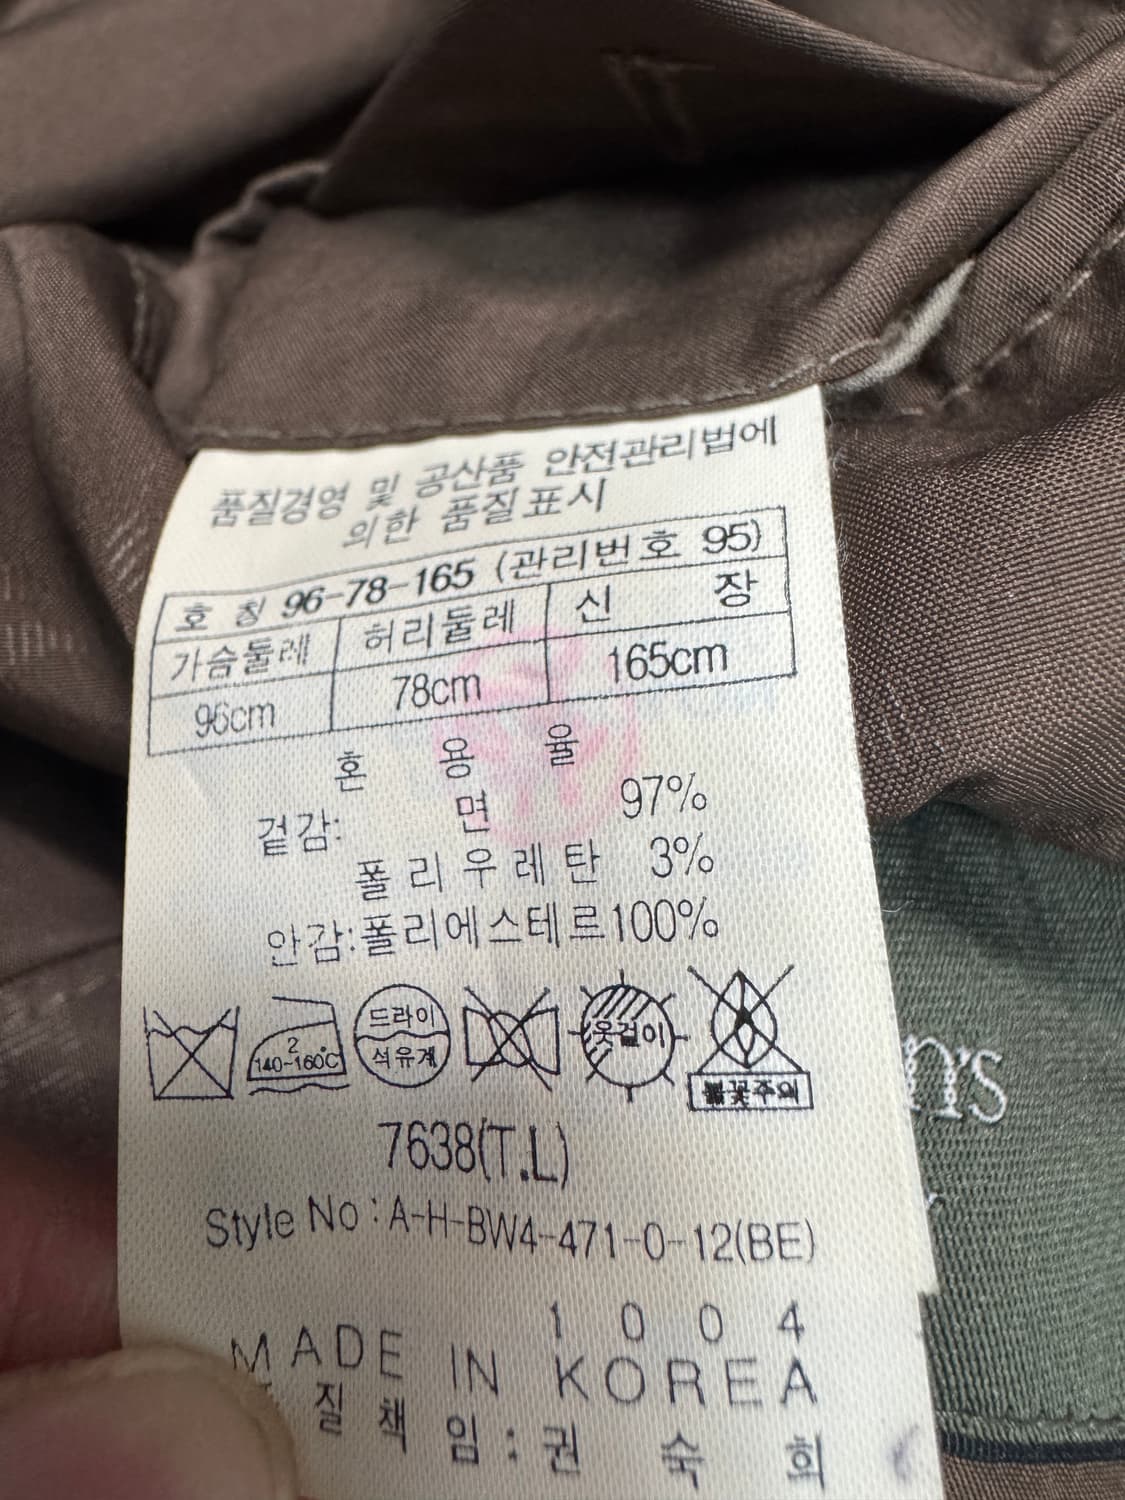 품질경영 및 공산품 안전관리법에
의한 품질표시
호 칭 96-78-165 (관리번호 95)
가슴둘레 허리둘레 신 장
96cm 78cm 165cm
혼 용 율
겉감: 면 97%
폴리우레탄 3%
안감:폴리에스테르100%
2
140~160℃
드라이
석유계
옷걸이
불꽃주의
7638(T.L)
Style No : A-H-BW4-471-0-12(BE)
1 0 0 4
MADE IN KOREA
질 책 임 : 권 숙 희